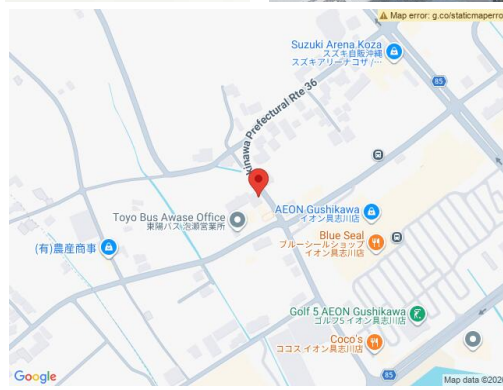 Map error: g.co/staticmaperro
Suzuki Arena Koza
スズキ自販沖縄
スズキアリーナコザ /…
85
Okinawa Prefectural Rte 36
AEON Gushikawa
イオン具志川店
Toyo Bus Awase Office
東陽バス 泡瀬営業所
Blue Seal
ブルーシールショップ
イオン具志川店
(有)農産商事
Golf 5 AEON Gushikawa
ゴルフ5 イオン具志川店
Coco's
ココス イオン具志川店
85
Google
Map data ©202